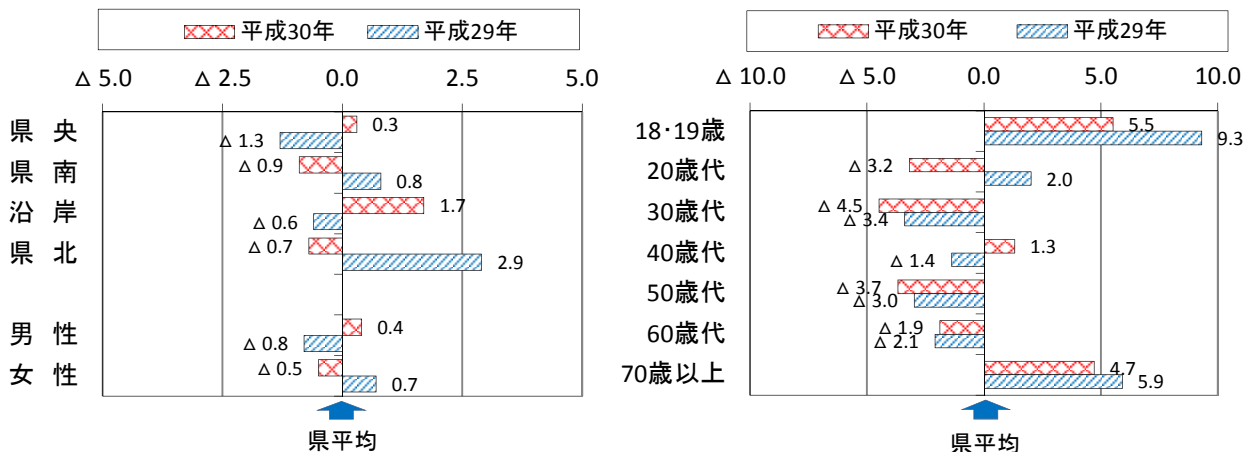 平成30年 平成29年
△ 5.0 △ 2.5 0.0 2.5 5.0
県 央 0.3
△ 1.3
県 南 △ 0.9
0.8
沿 岸 1.7
△ 0.6
県 北 △ 0.7
2.9
男 性 0.4
△ 0.8
女 性 △ 0.5
0.7
県平均
平成30年 平成29年
△ 10.0 △ 5.0 0.0 5.0 10.0
18・19歳 5.5
9.3
20歳代 △ 3.2
2.0
30歳代 △ 4.5
△ 3.4
40歳代 1.3
△ 1.4
50歳代 △ 3.7
△ 3.0
60歳代 △ 1.9
△ 2.1
70歳以上 4.7
5.9
県平均